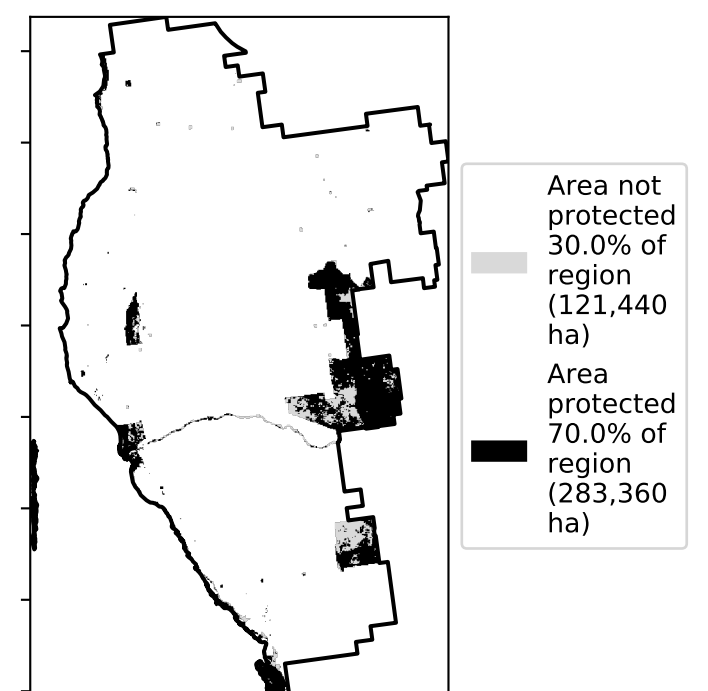 Area not
protected
30.0% of
region
(121,440
ha)
Area
protected
70.0% of
region
(283,360
ha)